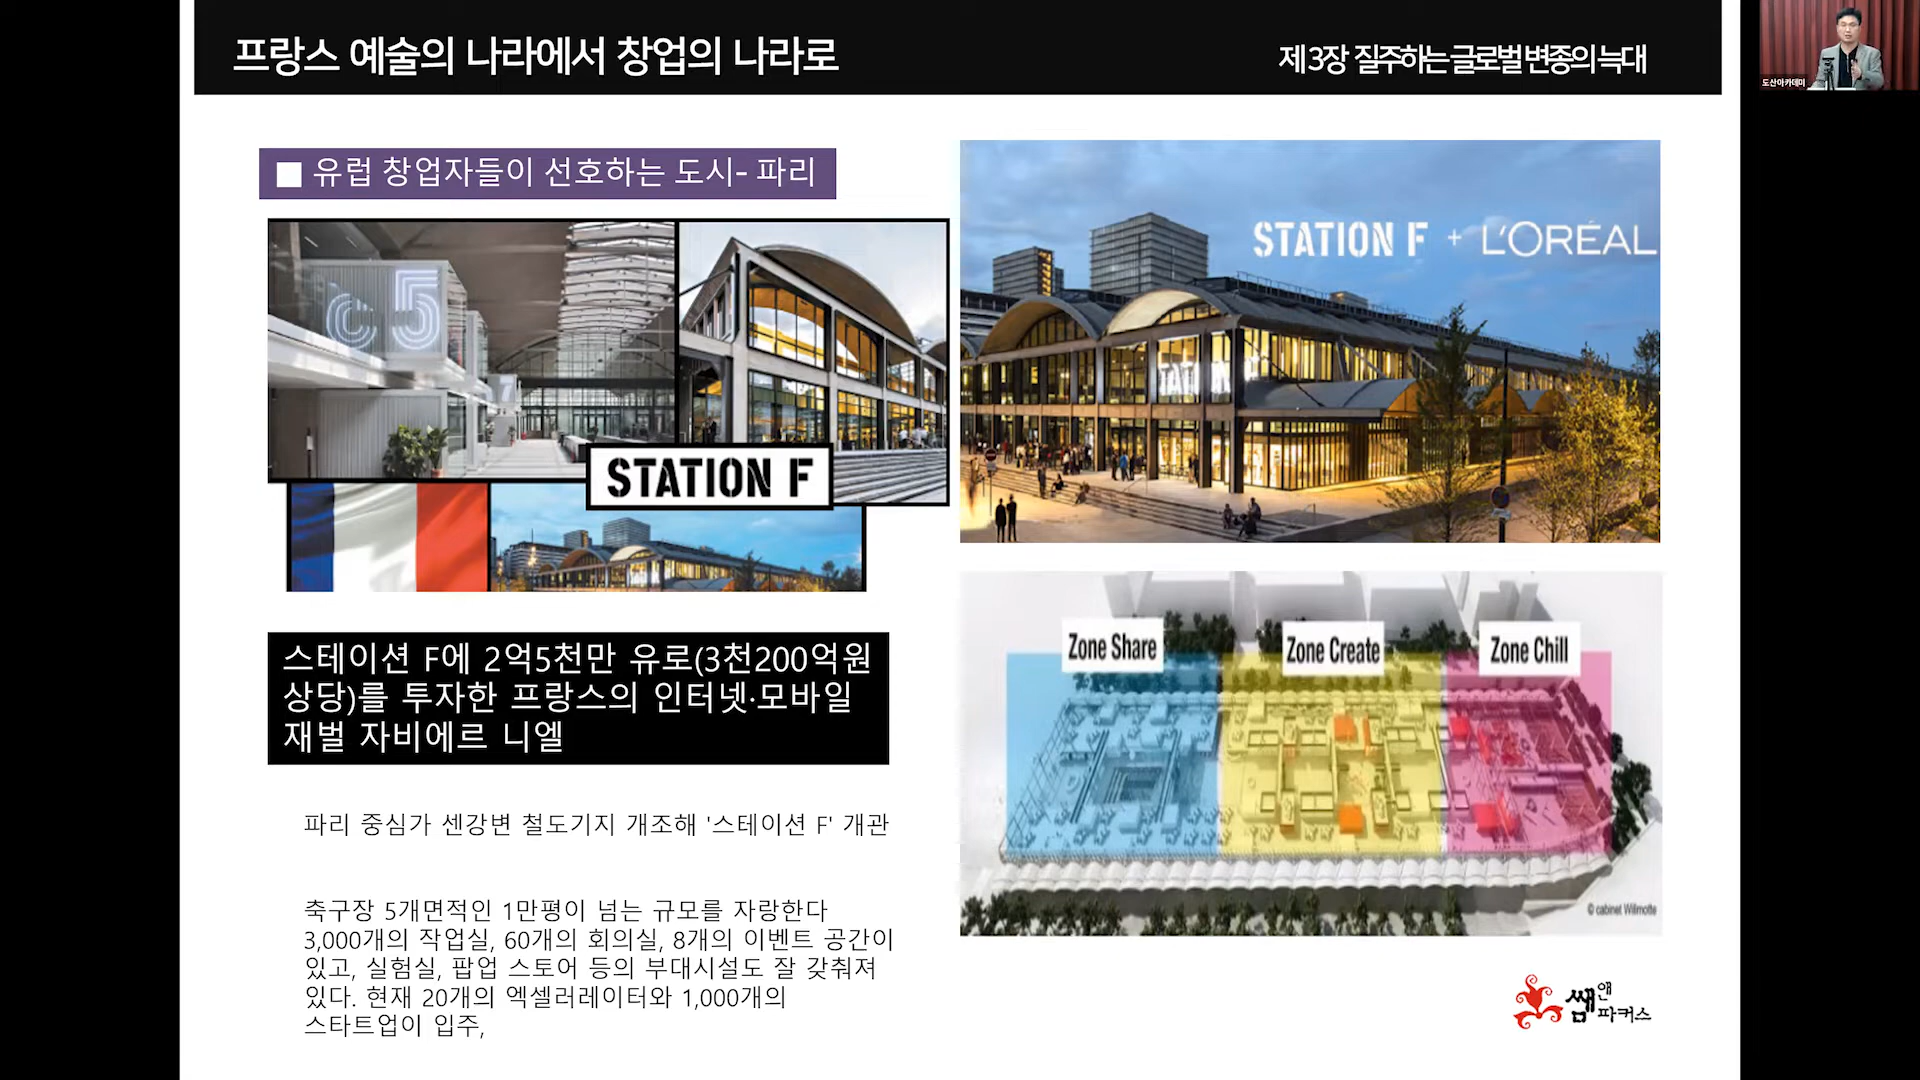 프랑스 예술의 나라에서 창업의 나라로
제 3장 질주하는 글로벌 변종의 늑대
도산아카데미
■ 유럽 창업자들이 선호하는 도시- 파리
5
STATION F
STATION F + L'ORÉAL
STATION
스테이션 F에 2억5천만 유로(3천200억원
상당)를 투자한 프랑스의 인터넷·모바일
재벌 자비에르 니엘
Zone Share
Zone Create
Zone Chill
© cabinet Wilmotte
파리 중심가 센강변 철도기지 개조해 '스테이션 F' 개관
축구장 5개면적인 1만평이 넘는 규모를 자랑한다
3,000개의 작업실, 60개의 회의실, 8개의 이벤트 공간이
있고, 실험실, 팝업 스토어 등의 부대시설도 잘 갖춰져
있다. 현재 20개의 엑셀러레이터와 1,000개의
스타트업이 입주,
쌤앤파커스